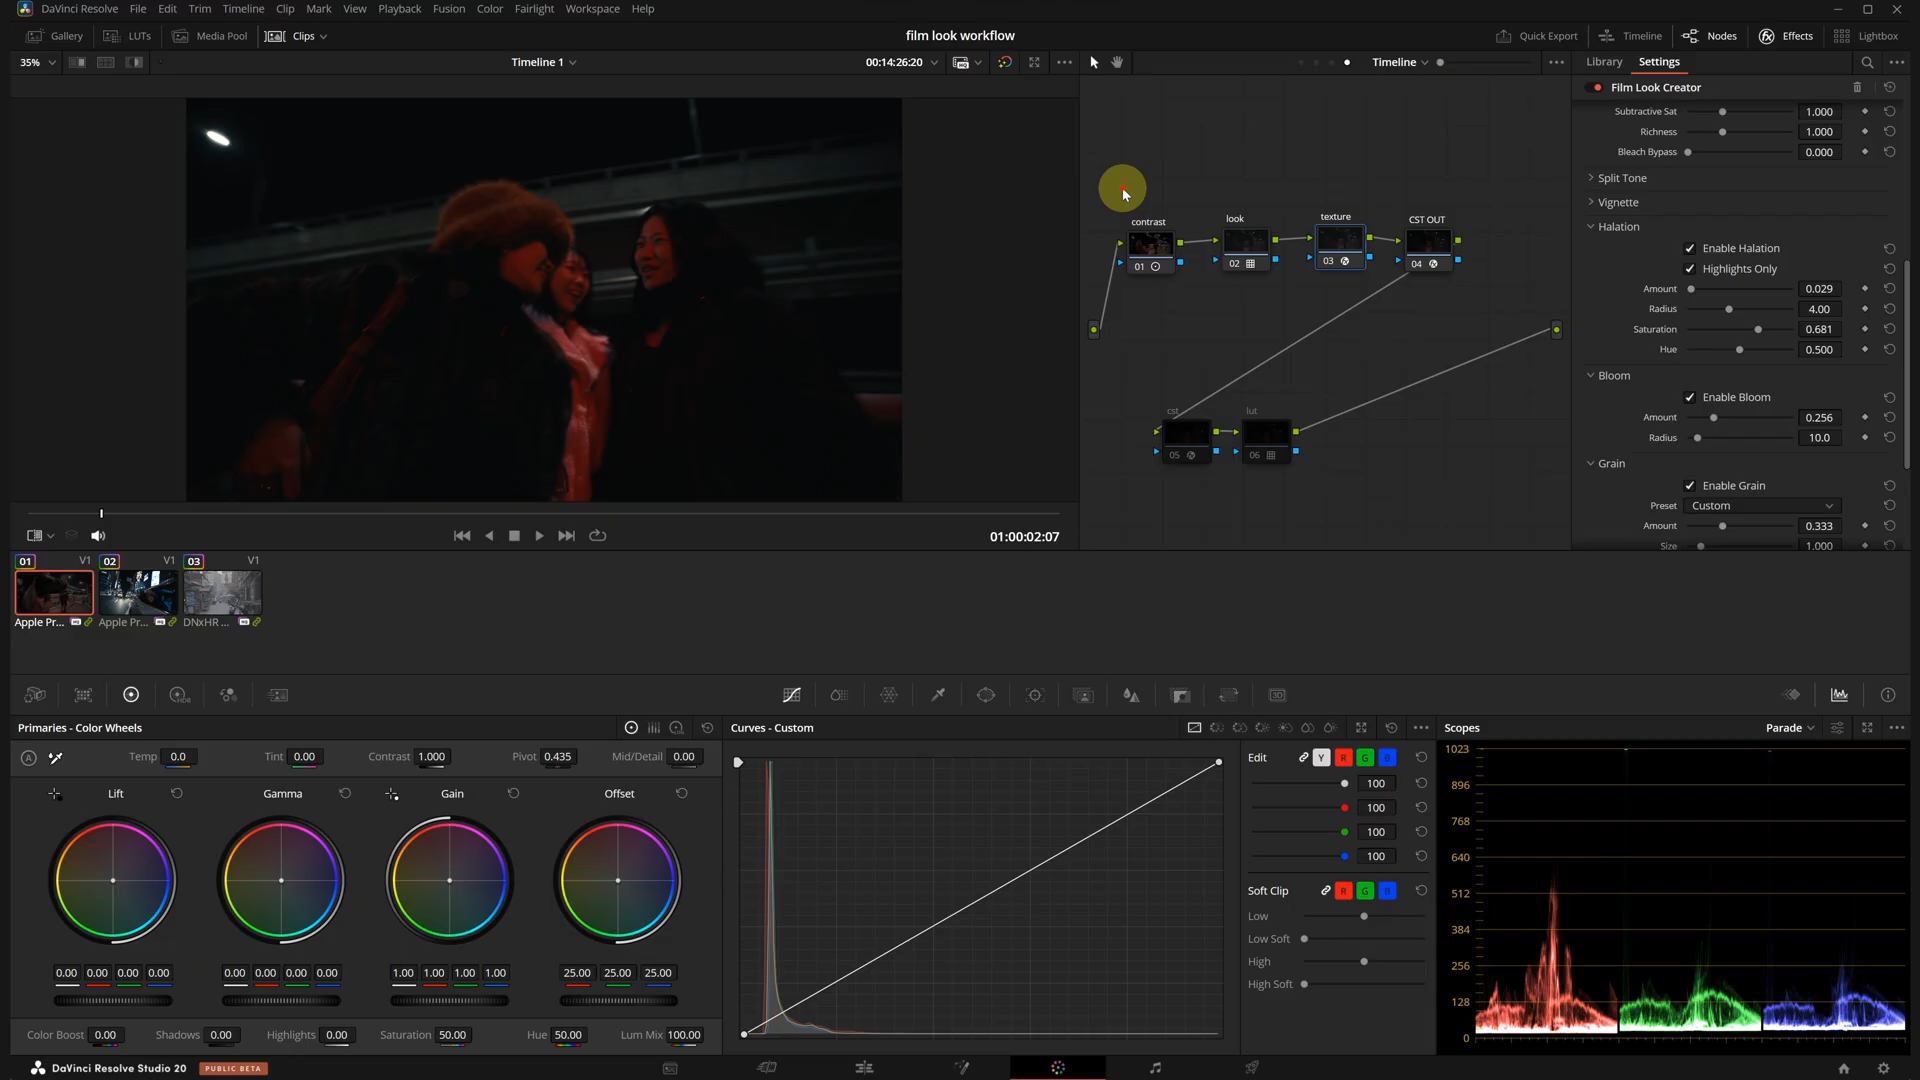 DaVinci Resolve File Edit Trim Timeline Clip Mark View Playback Fusion Color Fairlight Workspace Help
Gallery LUTs Media Pool Clips film look workflow Quick Export Timeline Nodes Effects Lightbox
35% Timeline 1 00:14:26:20 Timeline Library Settings
Film Look Creator
Subtractive Sat 1.000
Richness 1.000
Bleach Bypass 0.000
Split Tone
Vignette
Halation
Enable Halation
Highlights Only
Amount 0.029
Radius 4.00
Saturation 0.681
Hue 0.500
Bloom
Enable Bloom
Amount 0.256
Radius 10.0
Grain
Enable Grain
Preset Custom
Amount 0.333
Size 1.000
contrast look texture CST OUT
01 02 03 04
cst lut
05 06
01:00:02:07
01 V1 02 V1 03 V1
Apple Pr... Apple Pr... DNxHR ...
Primaries - Color Wheels
Temp 0.0 Tint 0.00 Contrast 1.000 Pivot 0.435 Mid/Detail 0.00
Lift Gamma Gain Offset
0.00 0.00 0.00 0.00 0.00 0.00 0.00 0.00 1.00 1.00 1.00 1.00 25.00 25.00 25.00
Color Boost 0.00 Shadows 0.00 Highlights 0.00 Saturation 50.00 Hue 50.00 Lum Mix 100.00
Curves - Custom
Edit Y R G B
100
100
100
100
Soft Clip R G B
Low
Low Soft
High
High Soft
Scopes Parade
1023
896
768
640
512
384
256
128
0
DaVinci Resolve Studio 20 PUBLIC BETA